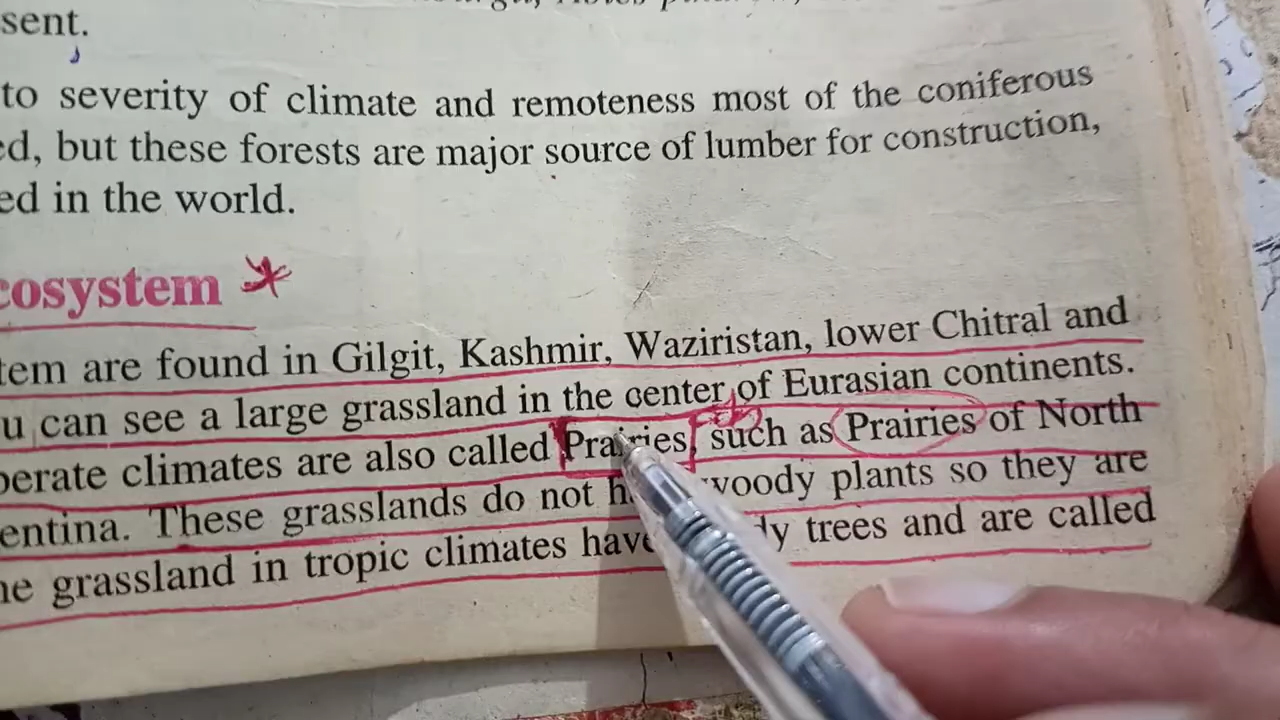 sent.
to severity of climate and remoteness most of the coniferous
ed, but these forests are major source of lumber for construction,
ed in the world.
cosystem
tem are found in Gilgit, Kashmir, Waziristan, lower Chitral and
u can see a large grassland in the center of Eurasian continents.
perate climates are also called Prairies, such as Prairies of North
entina. These grasslands do not woody plants so they are
he grassland in tropic climates have trees and are called